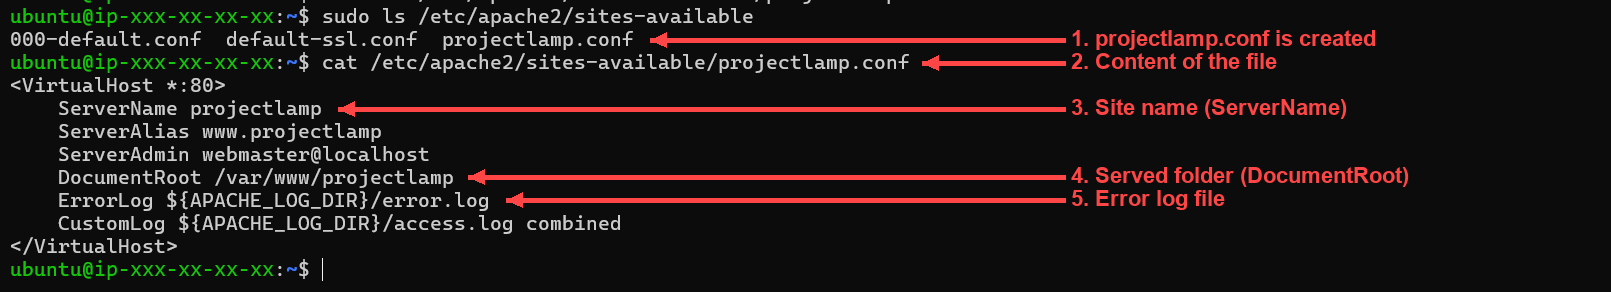 ubuntu@ip-xxx-xx-xx-xx:~$ sudo ls /etc/apache2/sites-available
000-default.conf  default-ssl.conf  projectlamp.conf 1. projectlamp.conf is created
ubuntu@ip-xxx-xx-xx-xx:~$ cat /etc/apache2/sites-available/projectlamp.conf 2. Content of the file
<VirtualHost *:80>
    ServerName projectlamp 3. Site name (ServerName)
    ServerAlias www.projectlamp
    ServerAdmin webmaster@localhost
    DocumentRoot /var/www/projectlamp 4. Served folder (DocumentRoot)
    ErrorLog ${APACHE_LOG_DIR}/error.log 5. Error log file
    CustomLog ${APACHE_LOG_DIR}/access.log combined
</VirtualHost>
ubuntu@ip-xxx-xx-xx-xx:~$